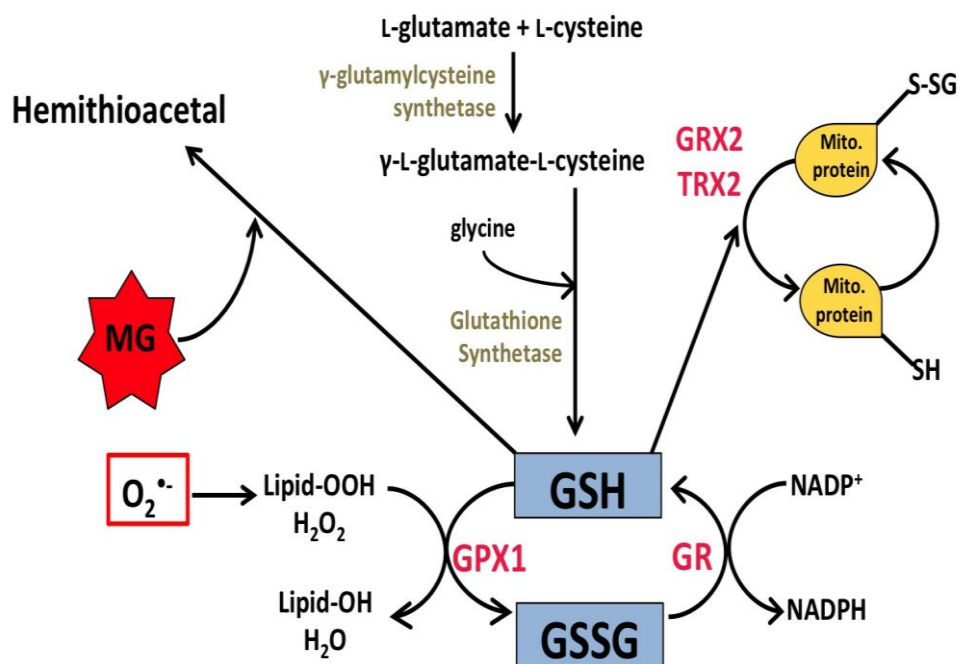 L-glutamate + L-cysteine
γ-glutamylcysteine
synthetase
Hemithioacetal
γ-L-glutamate-L-cysteine
GRX2
TRX2
S-SG
Mito.
protein
glycine
Mito.
protein
SH
MG
Glutathione
Synthetase
O₂•-
Lipid-OOH
H₂O₂
GSH
NADP⁺
GPX1
GR
Lipid-OH
H₂O
GSSG
NADPH